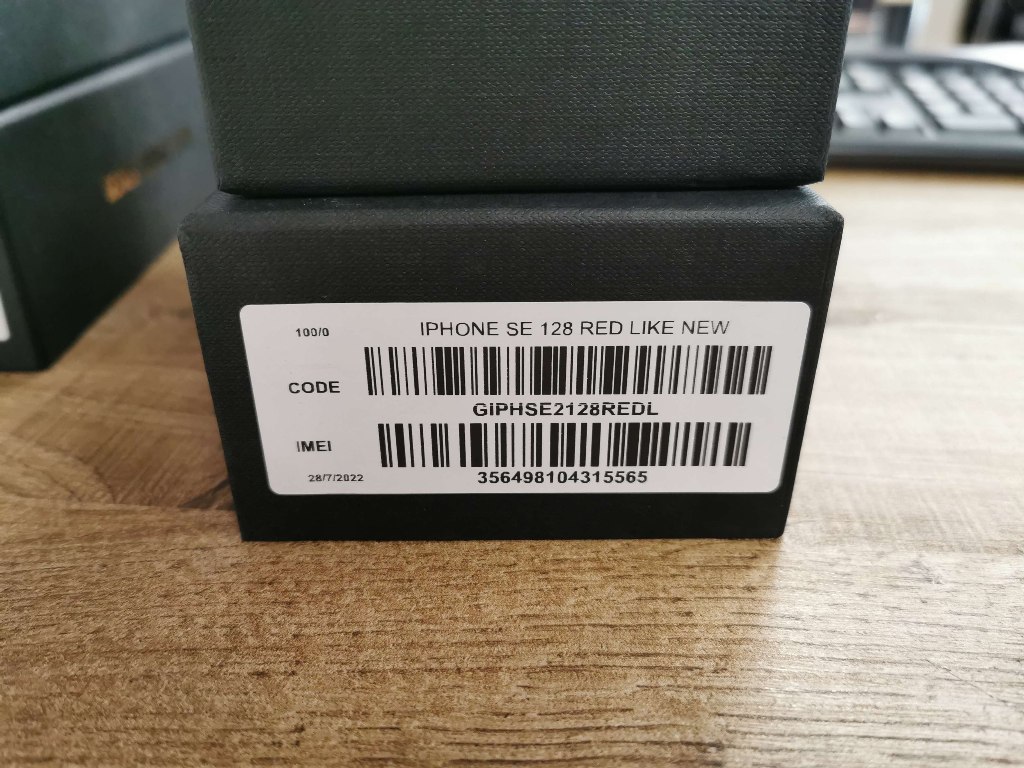 100/0
IPHONE SE 128 RED LIKE NEW
CODE
GiPHSE2128REDL
IMEI
28/7/2022
356498104315565